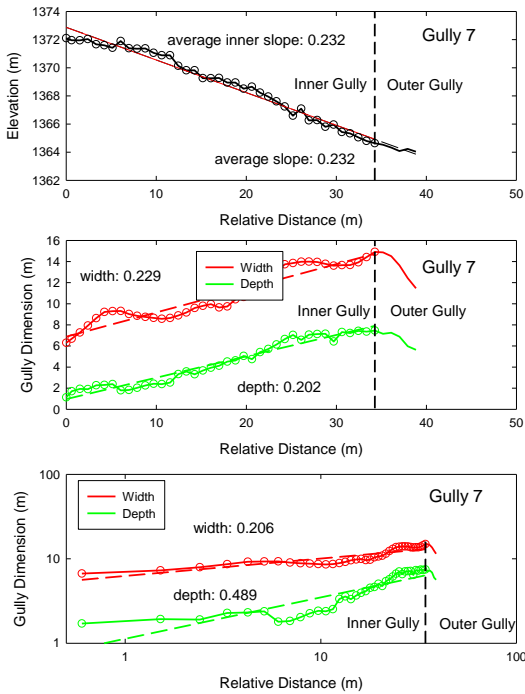 1374
1372
1370
1368
1366
1364
1362
Elevation (m)
average inner slope: 0.232
Gully 7
Inner Gully
Outer Gully
average slope: 0.232
0 10 20 30 40 50
Relative Distance (m)
16
14
12
10
8
6
4
2
0
Gully Dimension (m)
width: 0.229
Width
Depth
Gully 7
Inner Gully
Outer Gully
depth: 0.202
0 10 20 30 40 50
Relative Distance (m)
100
10
1
Gully Dimension (m)
Width
Depth
Gully 7
width: 0.206
depth: 0.489
Inner Gully
Outer Gully
1 10 100
Relative Distance (m)